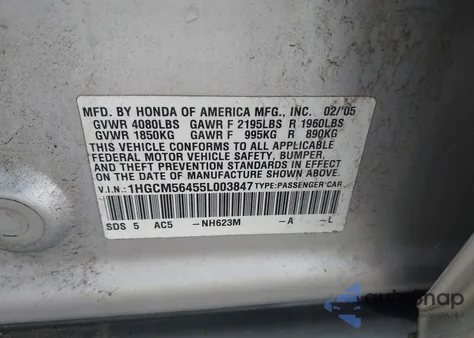 MFD. BY HONDA OF AMERICA MFG., INC. 02/'05
GVWR 4080LBS GAWR F 2195LBS R 1960LBS
GVWR 1850KG GAWR F 995KG R 890KG
THIS VEHICLE CONFORMS TO ALL APPLICABLE
FEDERAL MOTOR VEHICLE SAFETY, BUMPER,
AND THEFT PREVENTION STANDARDS IN EFFECT
ON THE DATE OF MANUFACTURE SHOWN ABOVE.
V.I.N.: 1HGCM56455L003847 TYPE:PASSENGER CAR
SDS 5 AC5 -NH623M -A -L
autosnap